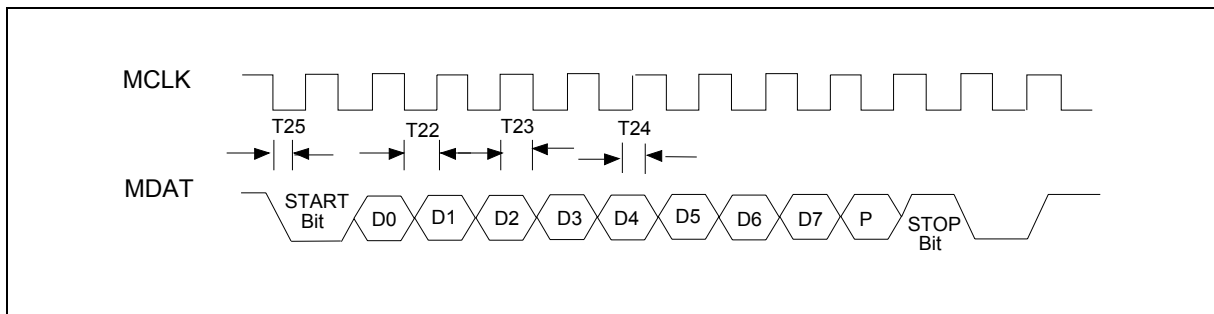 MCLK
T25 T22 T23 T24
MDAT
START
Bit
D0 D1 D2 D3 D4 D5 D6 D7 P
STOP
Bit